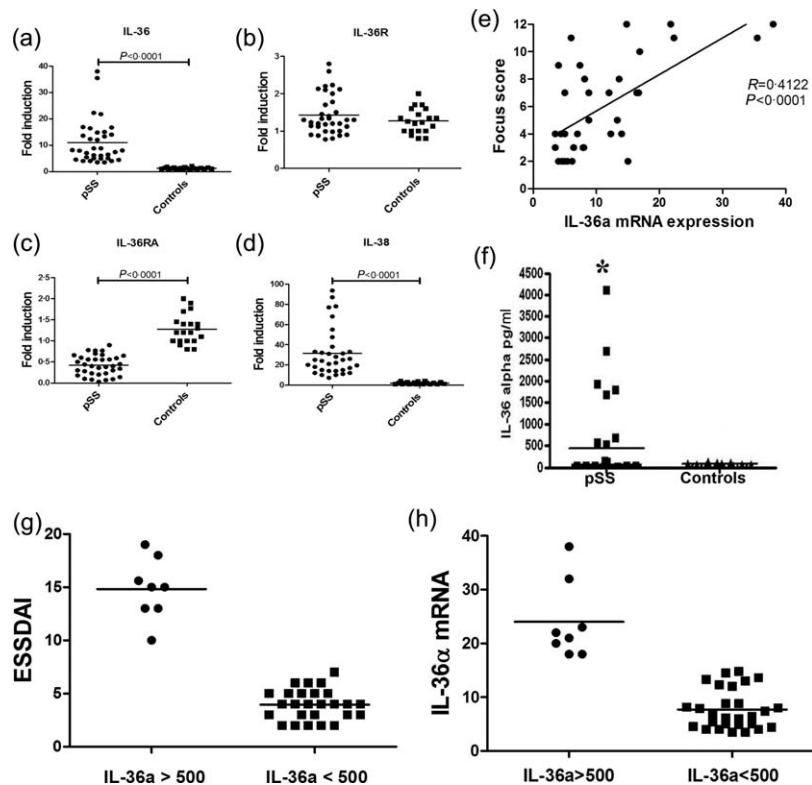 (a)
IL-36
P<0·0001
Fold induction
40
30
20
10
0
pSS
Controls
(b)
IL-36R
Fold induction
3
2
1
0
pSS
Controls
(c)
IL-36RA
P<0·0001
Fold induction
2·5
2·0
1·5
1·0
0·5
0·0
pSS
Controls
(d)
IL-38
P<0·0001
Fold induction
100
80
60
40
20
0
pSS
Controls
(e)
Focus score
12
10
8
6
4
2
0
R=0·4122
P<0·0001
0 10 20 30 40
IL-36a mRNA expression
(f)
*
IL-36 alpha pg/ml
4500
4000
3500
3000
2500
2000
1500
1000
500
0
pSS
Controls
(g)
ESSDAI
20
15
10
5
0
IL-36a > 500
IL-36a < 500
(h)
IL-36α mRNA
40
30
20
10
0
IL-36a>500
IL-36a<500